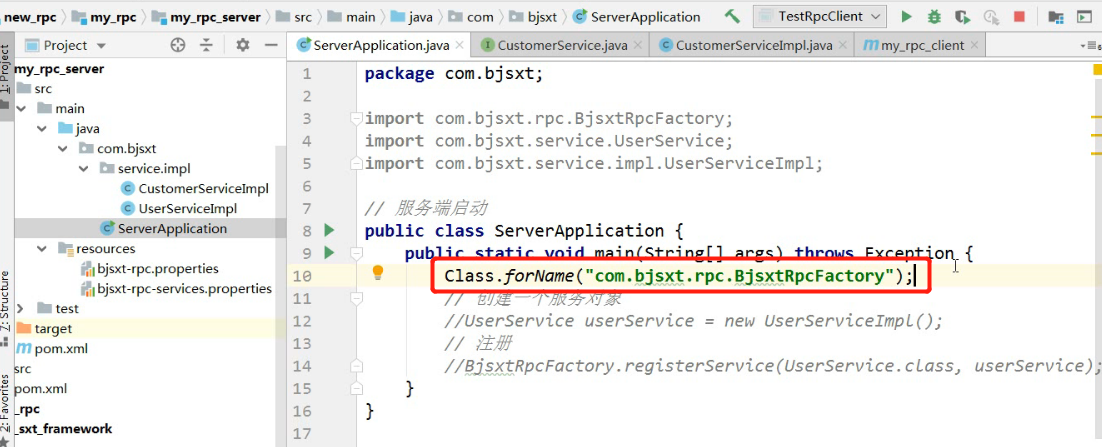 new_rpc my_rpc my_rpc_server src main java com bjsxt ServerApplication TestRpcClient
1: Project
Project
ServerApplication.java CustomerService.java CustomerServiceImpl.java my_rpc_client
my_rpc_server
src
main
java
com.bjsxt
service.impl
CustomerServiceImpl
UserServiceImpl
ServerApplication
resources
bjsxt-rpc.properties
bjsxt-rpc-services.properties
test
target
pom.xml
src
pom.xml
_rpc
_sxt_framework
7: Structure
2: Favorites
1 package com.bjsxt;
2
3 import com.bjsxt.rpc.BjsxtRpcFactory;
4 import com.bjsxt.service.UserService;
5 import com.bjsxt.service.impl.UserServiceImpl;
6
7 // 服务端启动
8 public class ServerApplication {
9 public static void main(String[] args) throws Exception {
10 Class.forName("com.bjsxt.rpc.BjsxtRpcFactory");
11 // 创建一个服务对象
12 //UserService userService = new UserServiceImpl();
13 // 注册
14 //BjsxtRpcFactory.registerService(UserService.class, userService);
15 }
16 }
17